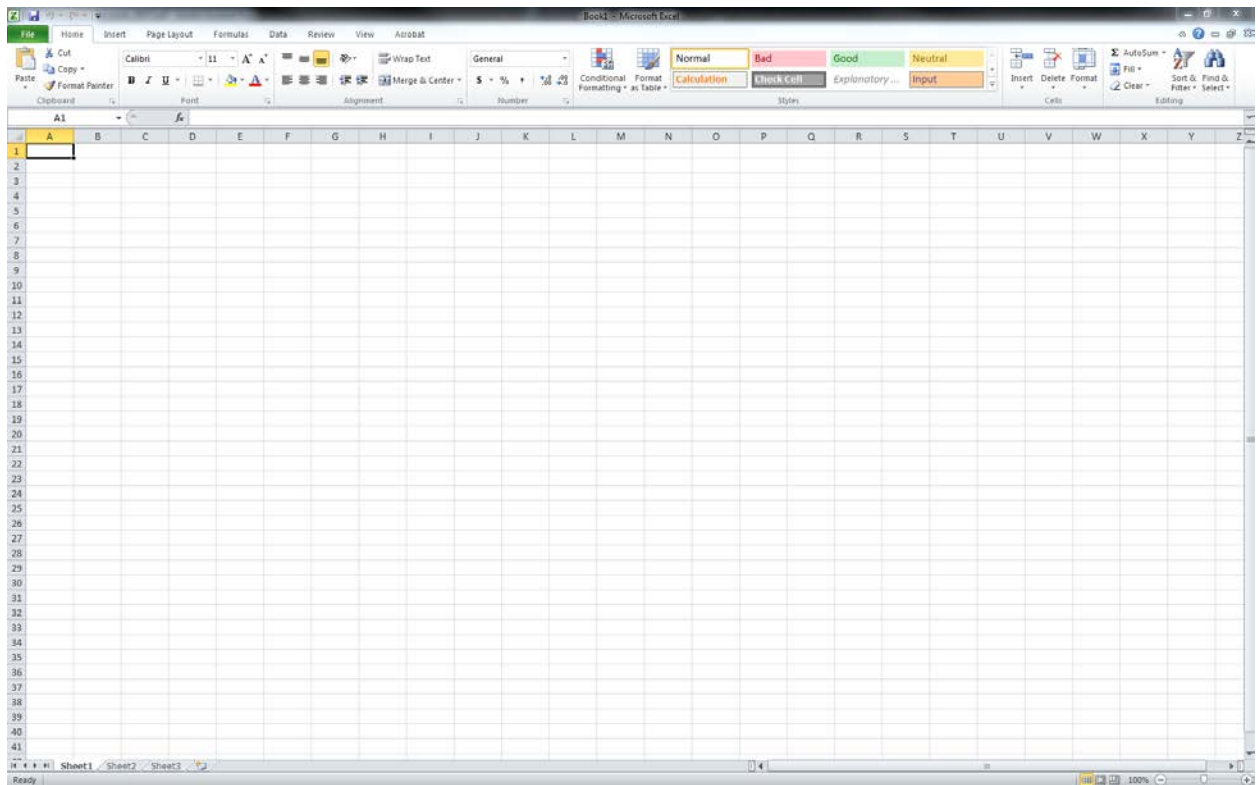 Book1 - Microsoft Excel
File Home Insert Page Layout Formulas Data Review View Acrobat
Paste
Cut
Copy
Format Painter
Clipboard
Calibri 11 A A
B I U A
Font
Wrap Text
Merge & Center
Alignment
General
$ % ,
Number
Conditional Formatting
Format as Table
Normal Bad Good Neutral
Calculation Check Cell Explanatory ... Input
Styles
Insert Delete Format
Cells
Σ AutoSum
Fill
Clear
Sort & Filter
Find & Select
Editing
A1 fx
A B C D E F G H I J K L M N O P Q R S T U V W X Y Z
1
2
3
4
5
6
7
8
9
10
11
12
13
14
15
16
17
18
19
20
21
22
23
24
25
26
27
28
29
30
31
32
33
34
35
36
37
38
39
40
41
Sheet1 Sheet2 Sheet3
Ready 100%